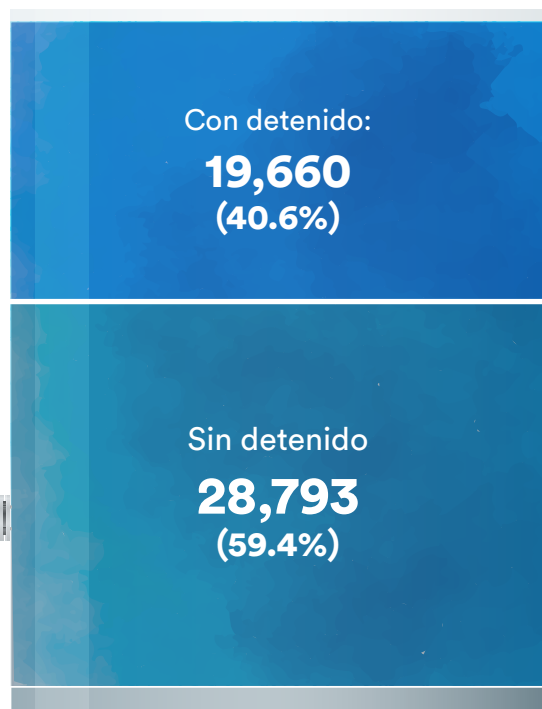 Con detenido:
19,660
(40.6%)
Sin detenido
28,793
(59.4%)